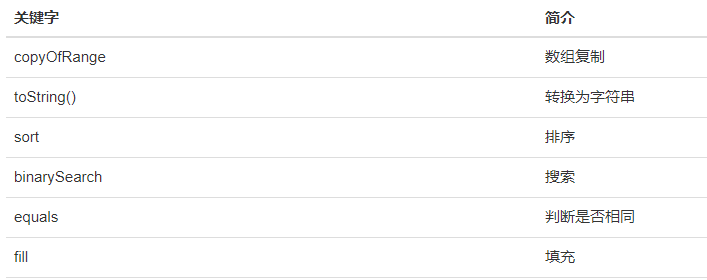 关键字 简介
copyOfRange 数组复制
toString() 转换为字符串
sort 排序
binarySearch 搜索
equals 判断是否相同
fill 填充